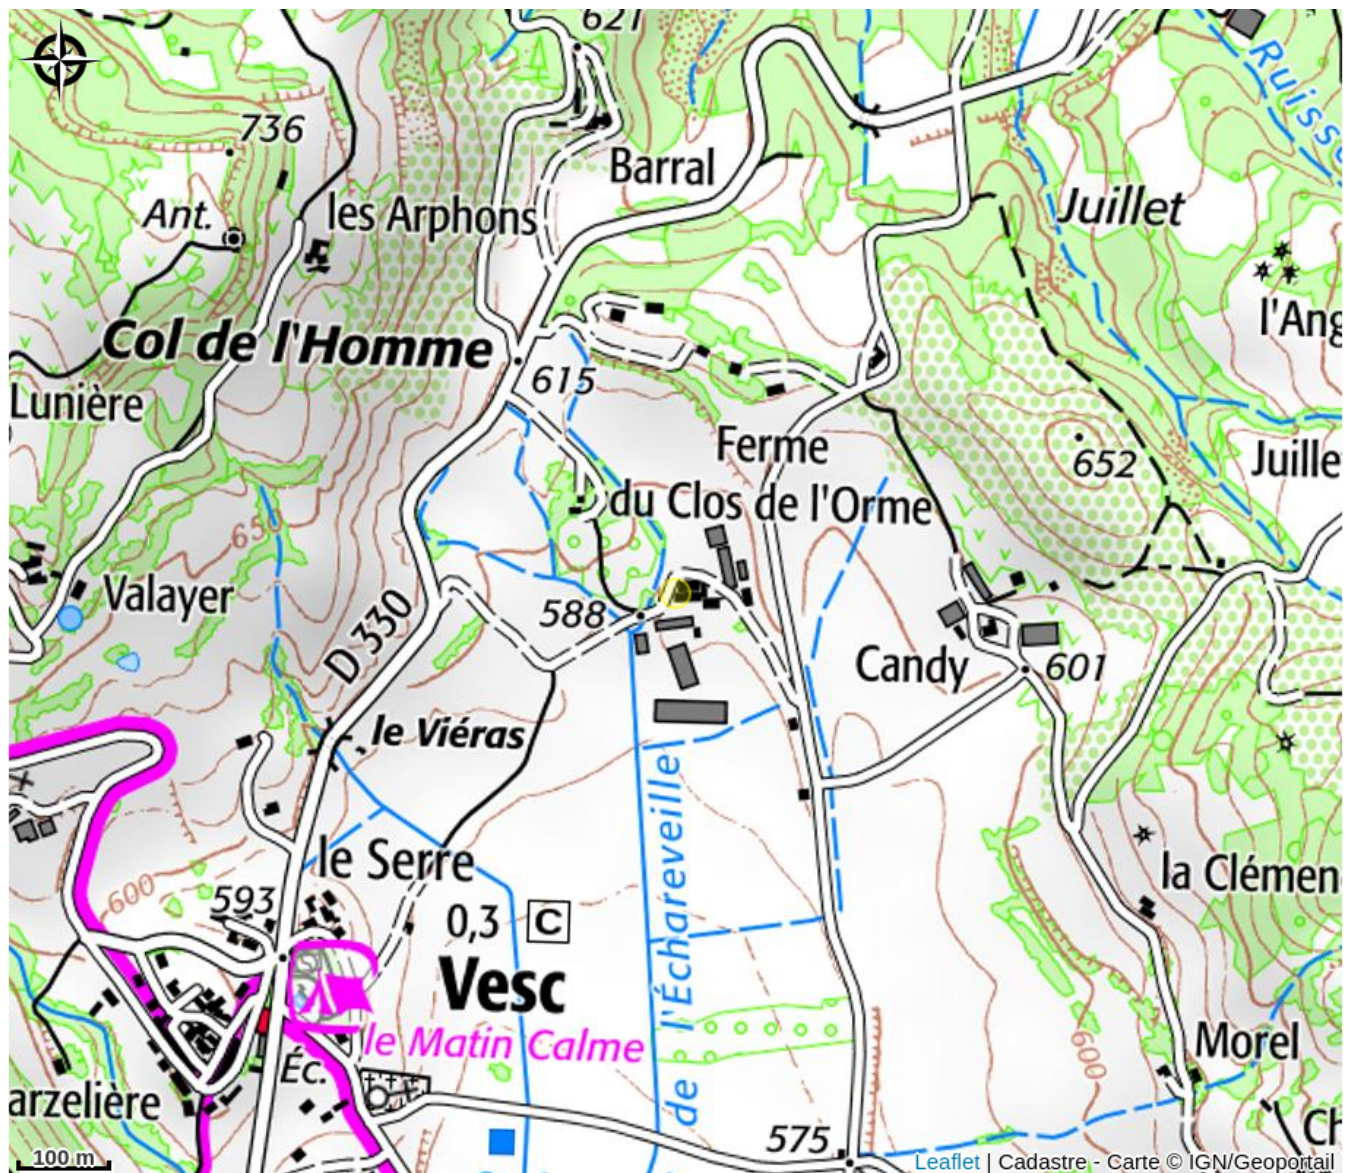 621
Ruiss
736
Barral
Ant.
les Arphons
Juillet
l'Ang
Col de l'Homme
615
Lunière
Ferme
652
Juille
du Clos de l'Orme
650
Valayer
588
D 330
Candy
601
le Viéras
de l'Échareveille
le Serre
la Clémen
600
593
0,3 C
Vesc
le Matin Calme
600
Morel
Éc.
arzelière
Ch
575
100 m
Leaflet | Cadastre - Carte © IGN/Geoportail